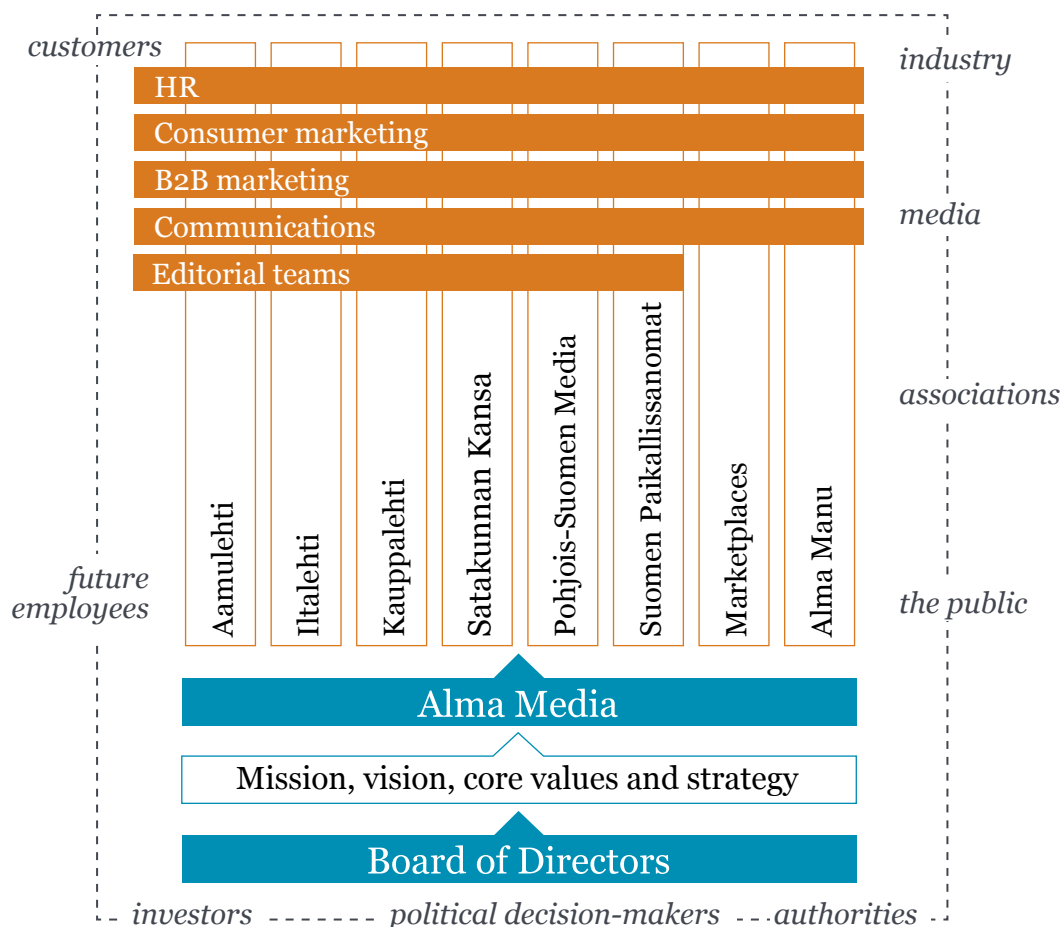 customers
industry
HR
Consumer marketing
B2B marketing
media
Communications
Editorial teams
associations
Aamulehti
Iltalehti
Kauppalehti
Satakunnan Kansa
Pohjois-Suomen Media
Suomen Paikallissanomat
Marketplaces
Alma Manu
future
employees
the public
Alma Media
Mission, vision, core values and strategy
Board of Directors
investors
political decision-makers
authorities